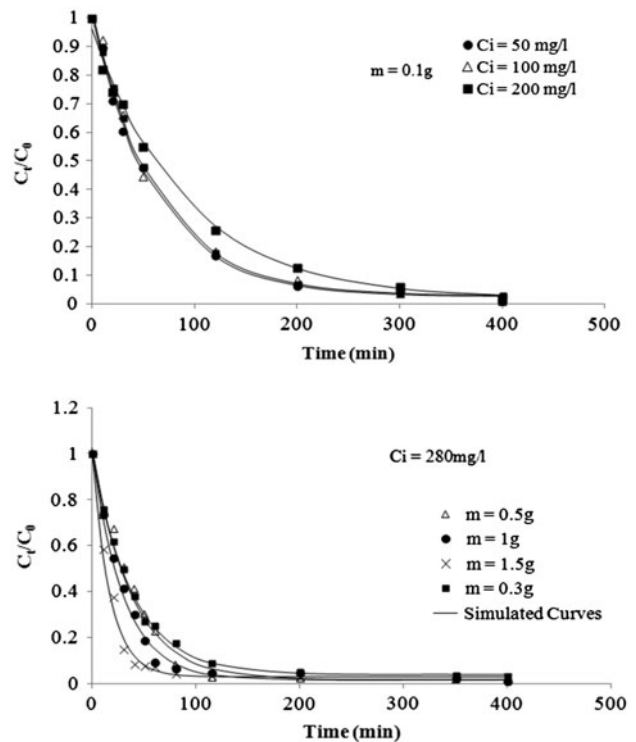 1
0.9
0.8
0.7
0.6
0.5
0.4
0.3
0.2
0.1
0
Ct/C0
m = 0.1g
Ci = 50 mg/l
Ci = 100 mg/l
Ci = 200 mg/l
0 100 200 300 400 500
Time (min)
1.2
1
0.8
0.6
0.4
0.2
0
Ct/C0
Ci = 280mg/l
m = 0.5g
m = 1g
m = 1.5g
m = 0.3g
Simulated Curves
0 100 200 300 400 500
Time (min)